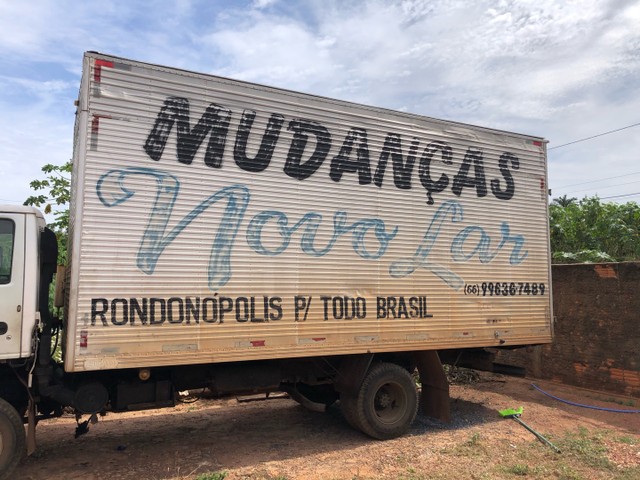 MUDANÇAS
Novo Lar
(66) 99636-7489
RONDONÓPOLIS P/ TODO BRASIL